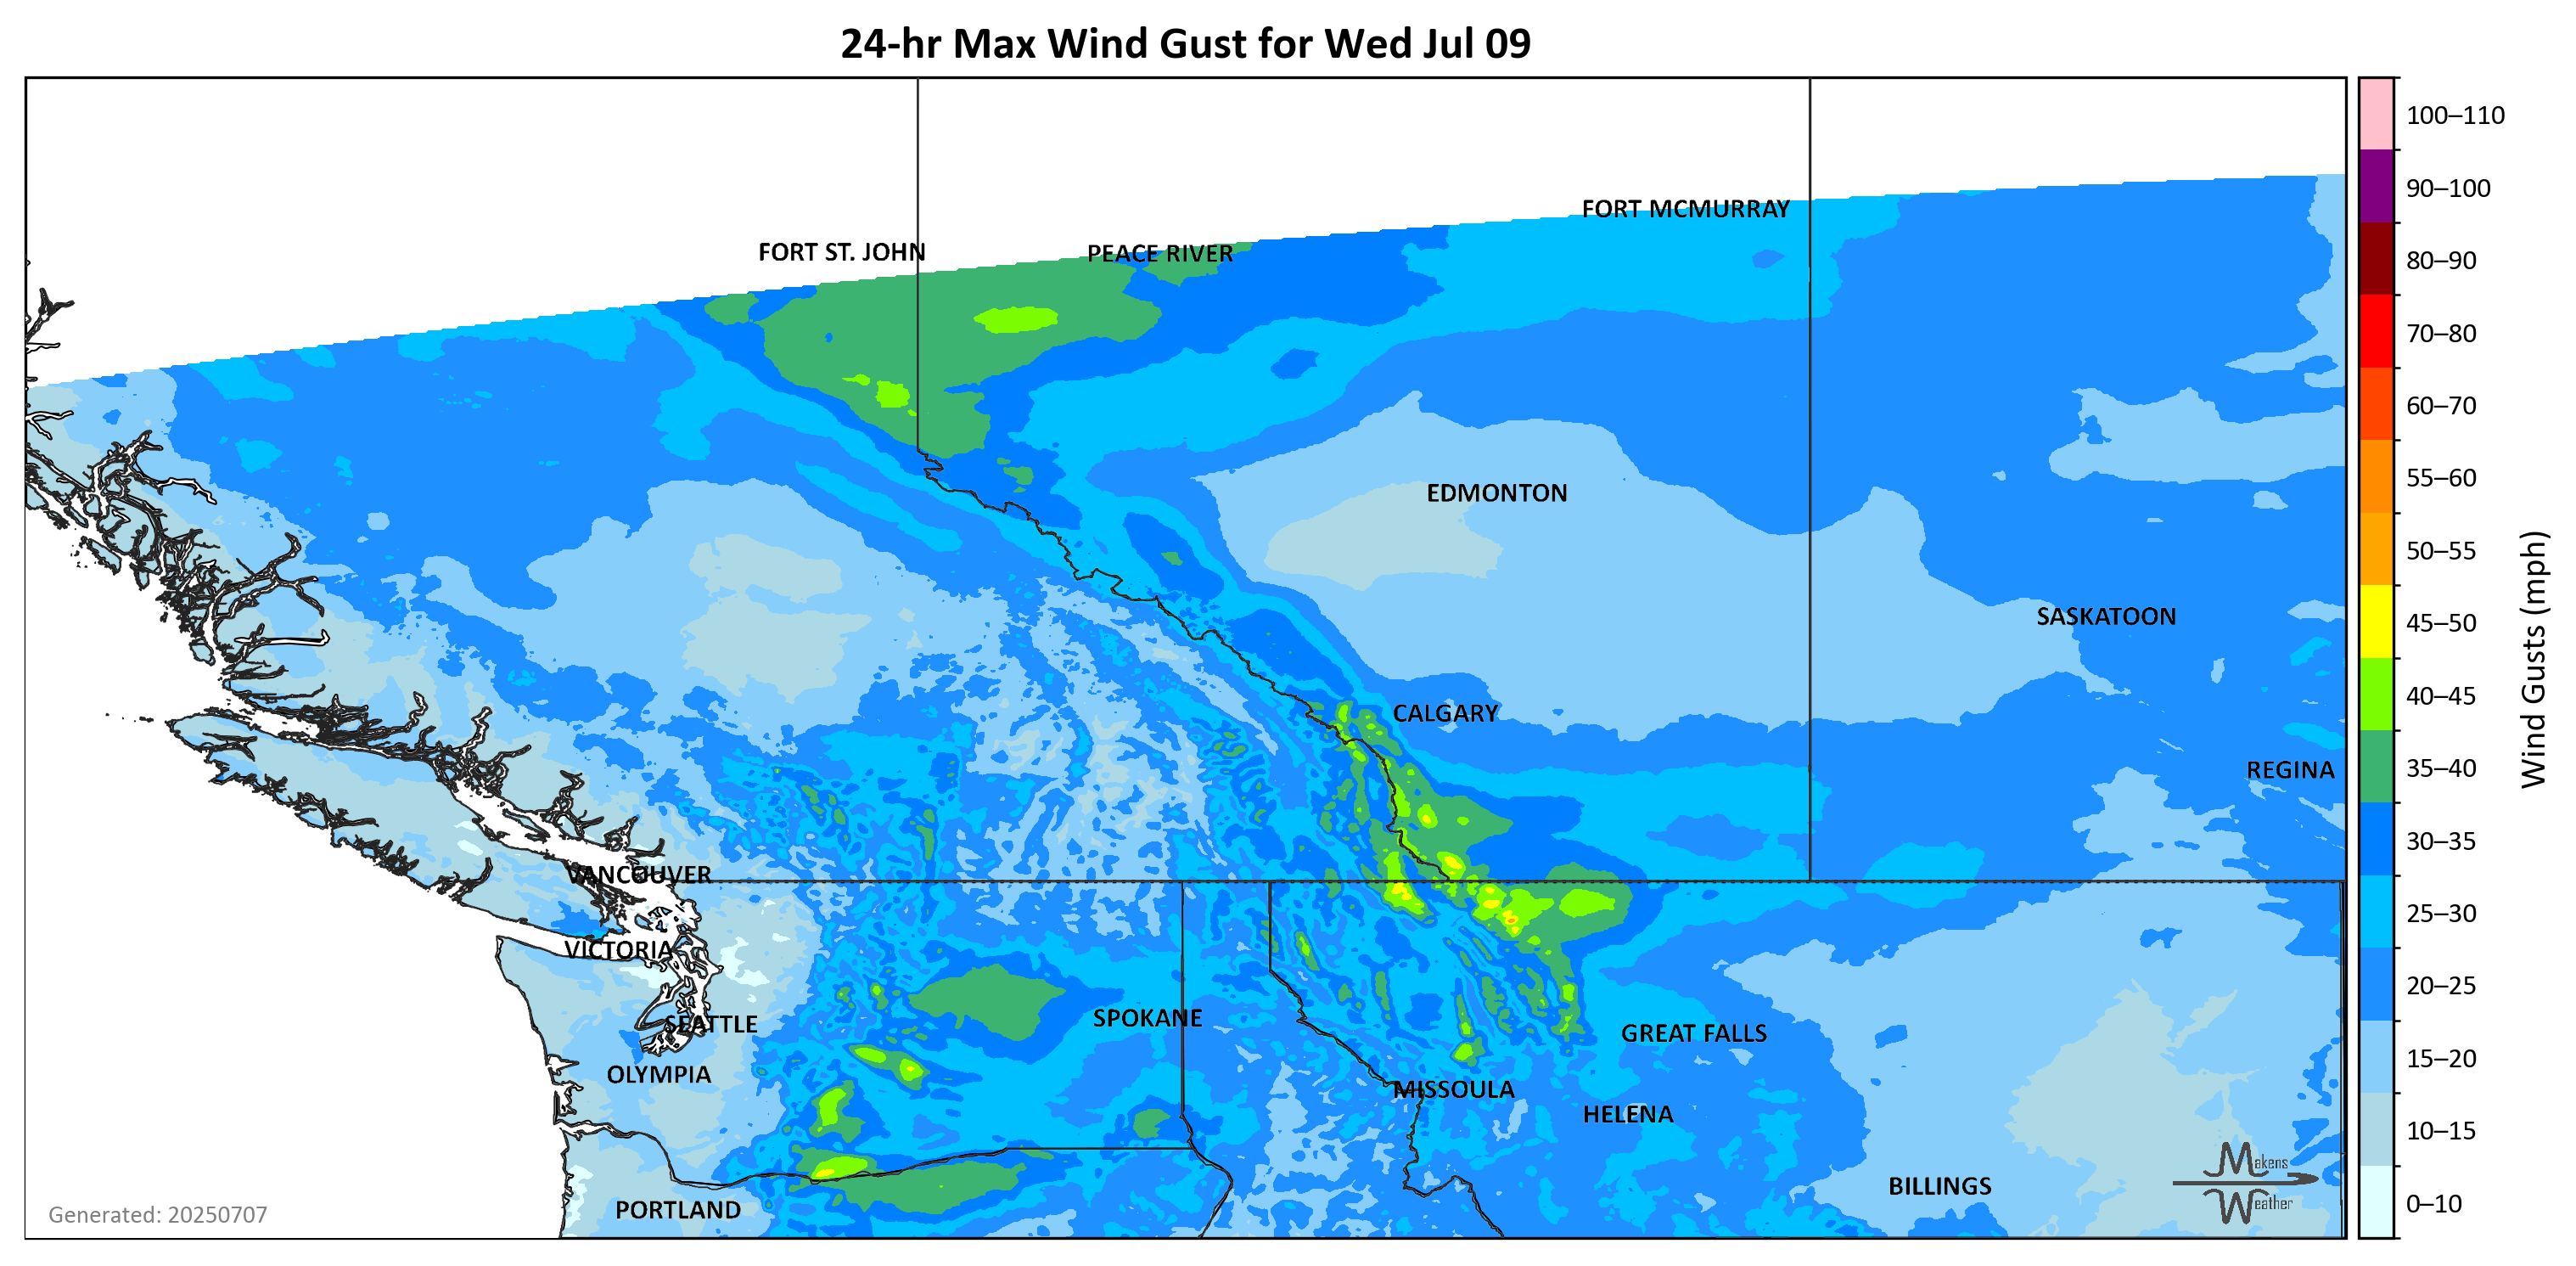 24-hr Max Wind Gust for Wed Jul 09
100–110
90–100
80–90
70–80
60–70
55–60
50–55
45–50
40–45
35–40
30–35
25–30
20–25
15–20
10–15
0–10
Wind Gusts (mph)
FORT MCMURRAY
FORT ST. JOHN
PEACE RIVER
EDMONTON
SASKATOON
CALGARY
REGINA
VANCOUVER
VICTORIA
SPOKANE
SEATTLE
GREAT FALLS
OLYMPIA
MISSOULA
HELENA
BILLINGS
PORTLAND
Makens
Weather
Generated: 20250707